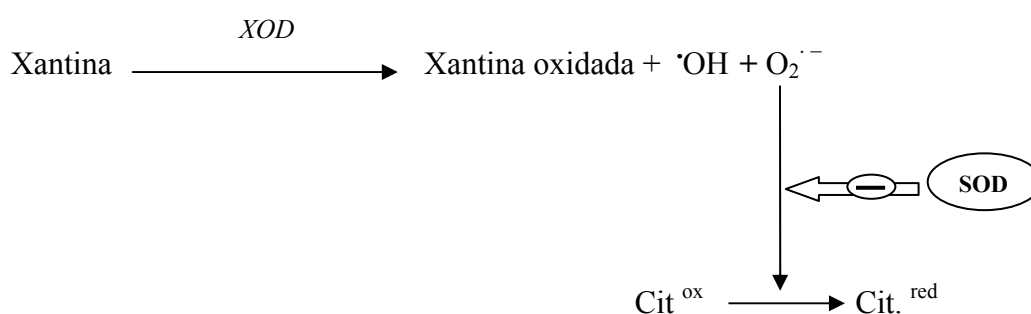 XOD
Xantina Xantina oxidada + •OH + O₂˙⁻
SOD
Cit ᵒˣ Cit. ʳᵉᵈ